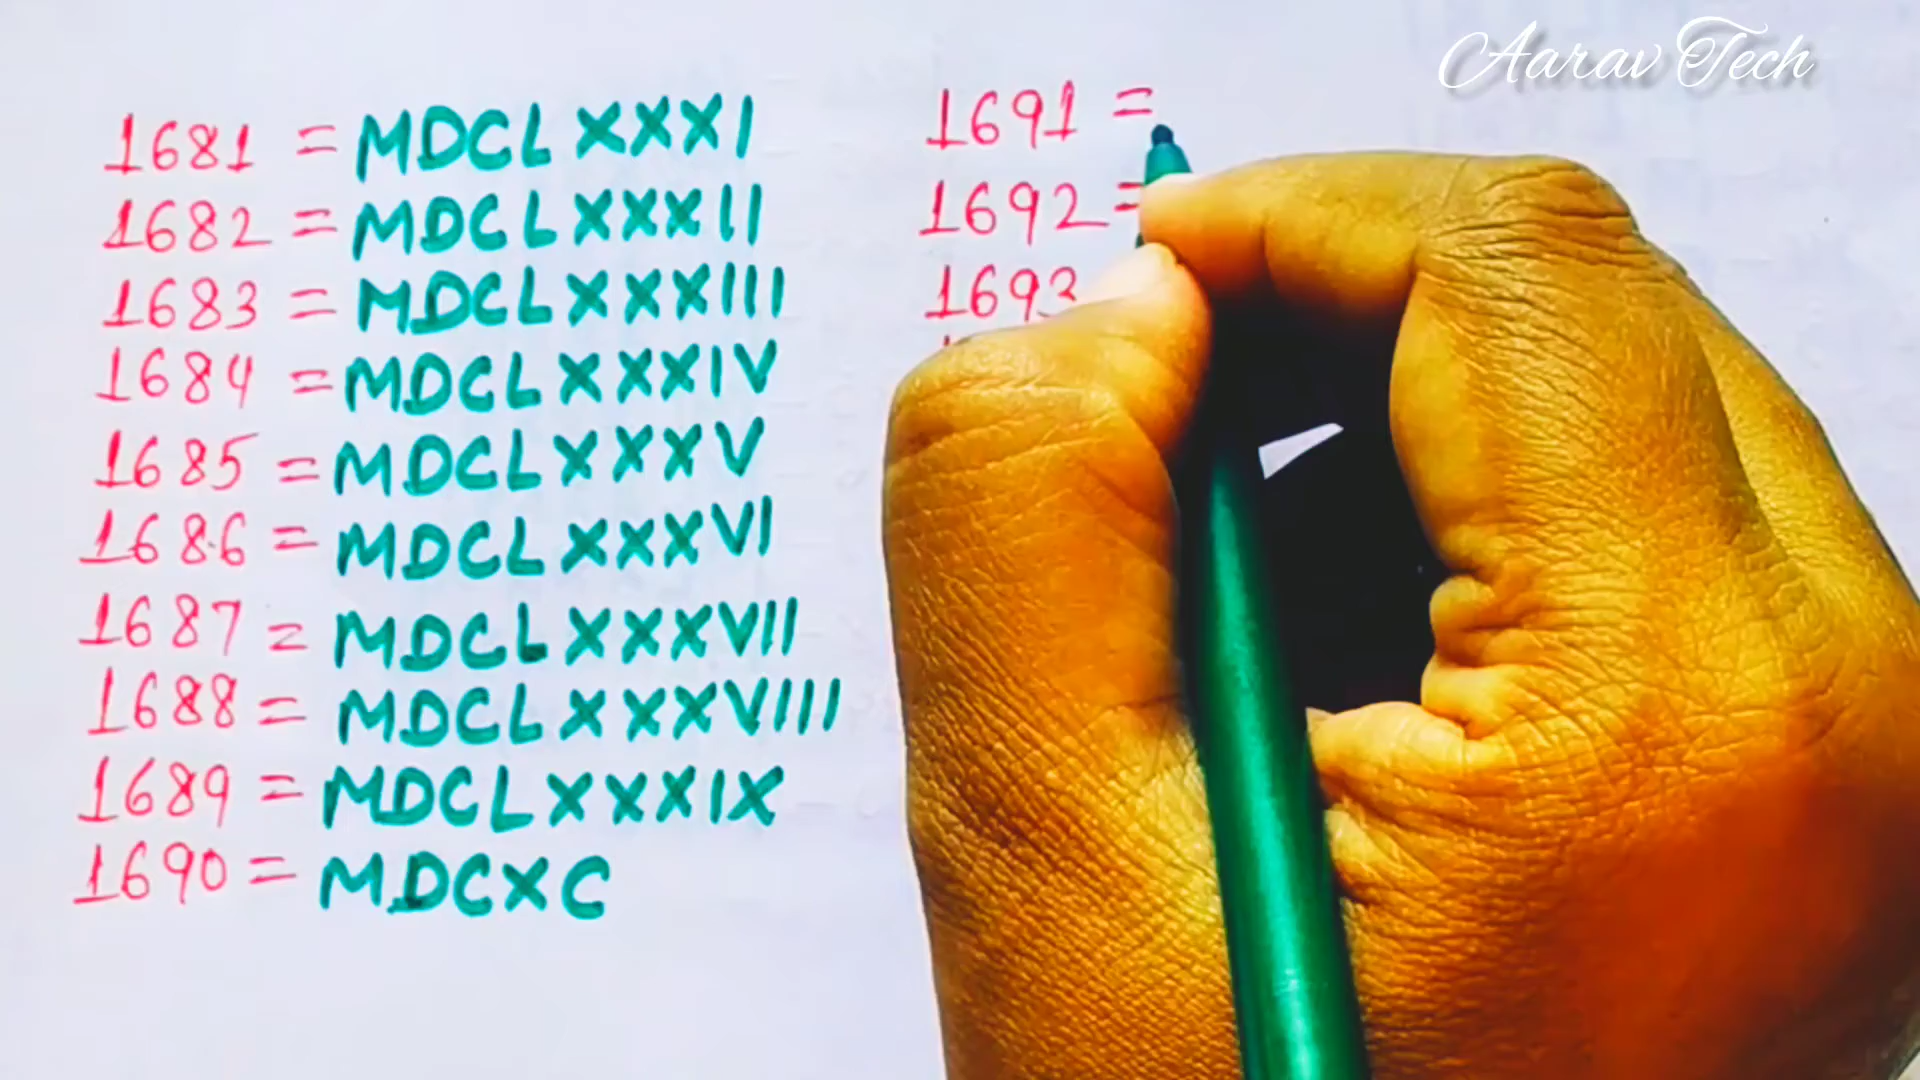 Aarav Tech
1681 = MDCLXXXI
1682 = MDCLXXXII
1683 = MDCLXXXIII
1684 = MDCLXXXIV
1685 = MDCLXXXV
1686 = MDCLXXXVI
1687 = MDCLXXXVII
1688 = MDCLXXXVIII
1689 = MDCLXXXIX
1690 = MDCXC
1691 =
1692 =
1693